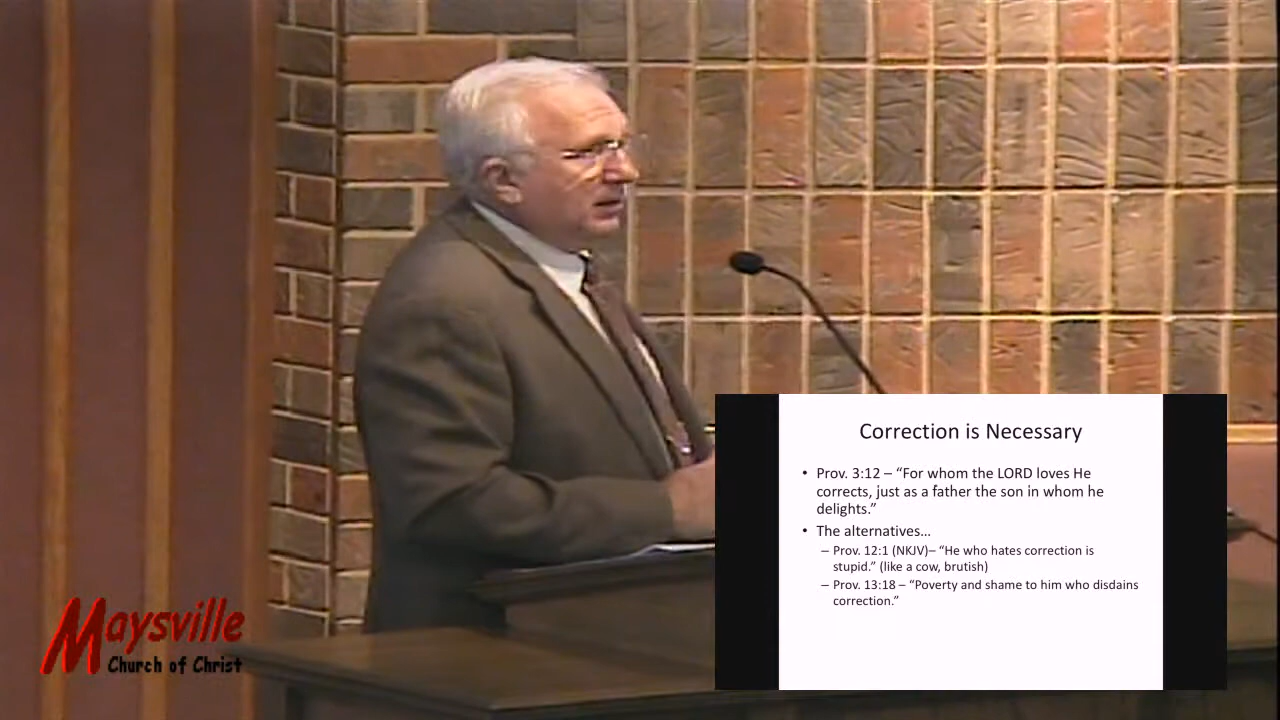 Correction is Necessary
• Prov. 3:12 – “For whom the LORD loves He
corrects, just as a father the son in whom he
delights.”
• The alternatives…
– Prov. 12:1 (NKJV)– “He who hates correction is
stupid.” (like a cow, brutish)
– Prov. 13:18 – “Poverty and shame to him who disdains
correction.”
Maysville
Church of Christ